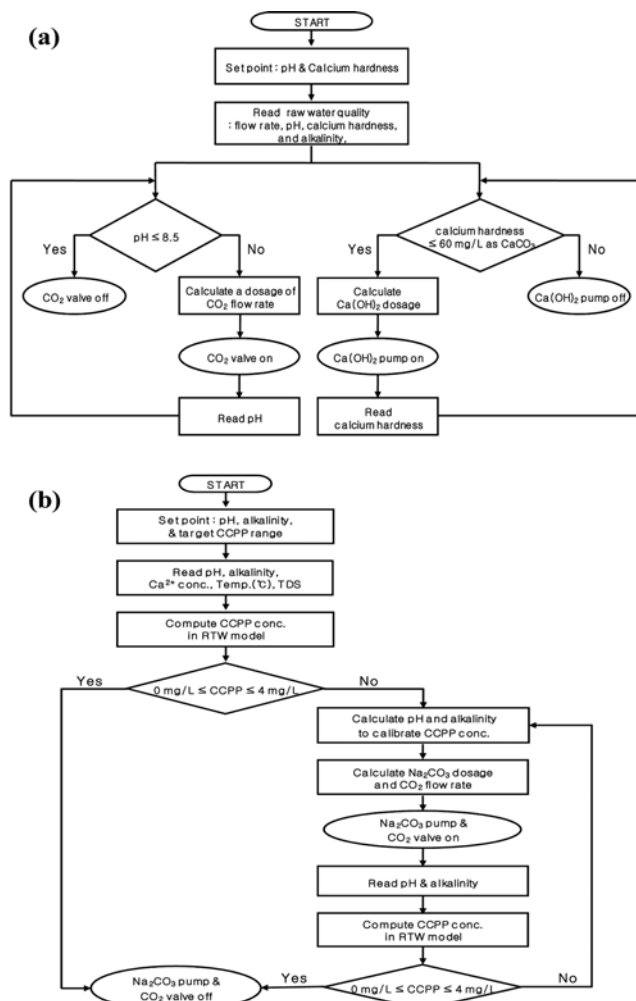 (a)
START
Set point : pH & Calcium hardness
Read raw water quality
: flow rate, pH, calcium hardness,
and alkalinity,
pH ≤ 8.5
Yes
No
calcium hardness
≤ 60 mg/L as CaCO₃
Yes
No
CO₂ valve off
Calculate a dosage of
CO₂ flow rate
Calculate
Ca(OH)₂ dosage
Ca(OH)₂ pump off
CO₂ valve on
Ca(OH)₂ pump on
Read pH
Read
calcium hardness
(b)
START
Set point : pH, alkalinity,
& target CCPP range
Read pH, alkalinity,
Ca²⁺ conc., Temp.(℃), TDS
Compute CCPP conc.
in RTW model
Yes
0 mg/L ≤ CCPP ≤ 4 mg/L
No
Calculate pH and alkalinity
to calibrate CCPP conc.
Calculate Na₂CO₃ dosage
and CO₂ flow rate
Na₂CO₃ pump &
CO₂ valve on
Read pH & alkalinity
Compute CCPP conc.
in RTW model
Na₂CO₃ pump &
CO₂ valve off
Yes
0 mg/L ≤ CCPP ≤ 4 mg/L
No